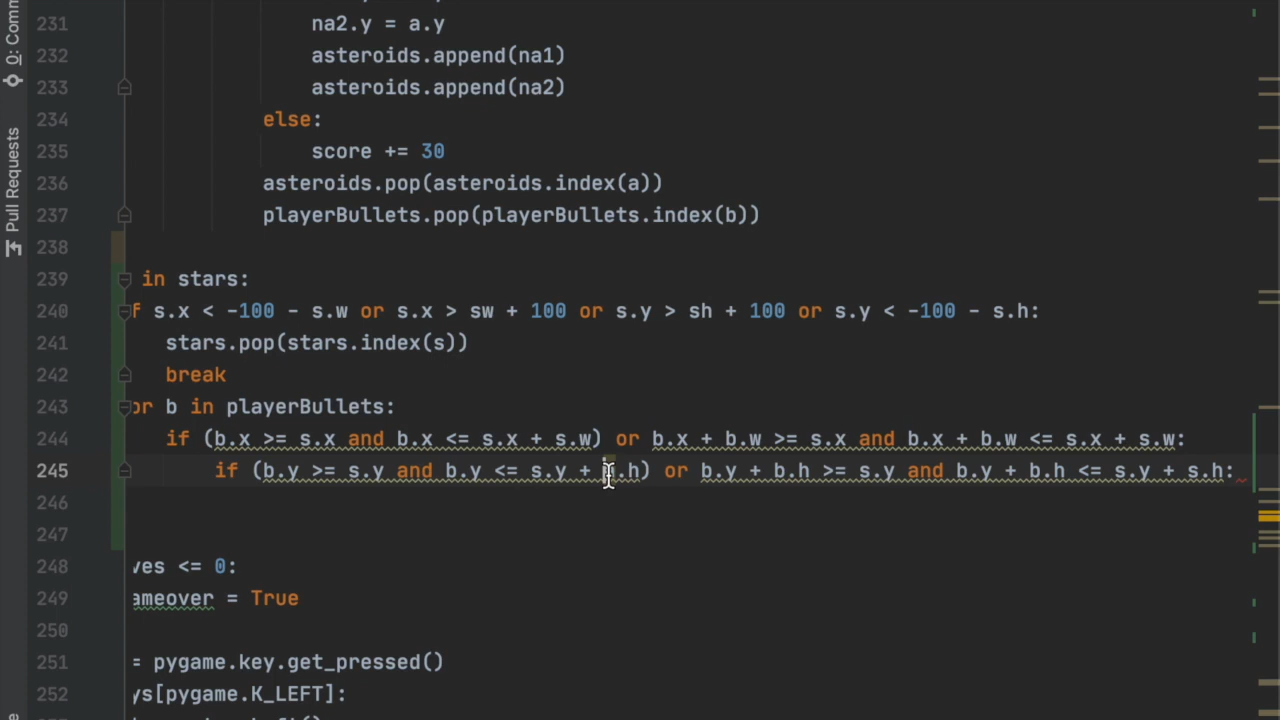 0: Comm
Pull Requests
231 na2.y = a.y
232 asteroids.append(na1)
233 asteroids.append(na2)
234 else:
235 score += 30
236 asteroids.pop(asteroids.index(a))
237 playerBullets.pop(playerBullets.index(b))
238
239 in stars:
240 f s.x < -100 - s.w or s.x > sw + 100 or s.y > sh + 100 or s.y < -100 - s.h:
241 stars.pop(stars.index(s))
242 break
243 or b in playerBullets:
244 if (b.x >= s.x and b.x <= s.x + s.w) or b.x + b.w >= s.x and b.x + b.w <= s.x + s.w:
245 if (b.y >= s.y and b.y <= s.y + s.h) or b.y + b.h >= s.y and b.y + b.h <= s.y + s.h:
246
247
248 ves <= 0:
249 ameover = True
250
251 = pygame.key.get_pressed()
252 ys[pygame.K_LEFT]: